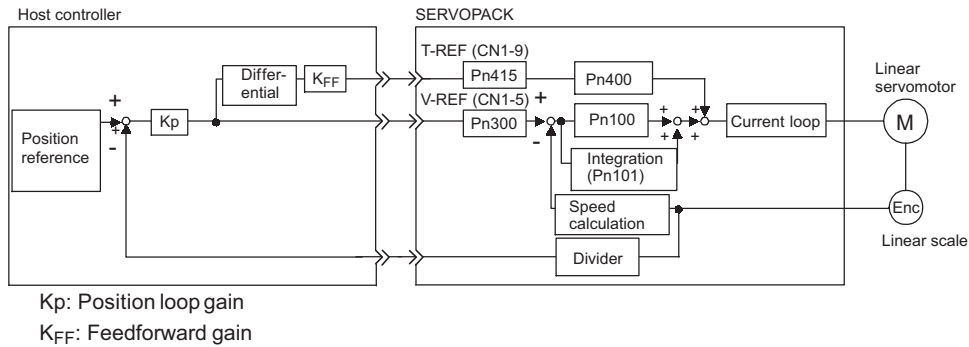 Host controller
SERVOPACK
T-REF (CN1-9)
Differ-
ential
KFF
Pn415
Pn400
Linear
servomotor
V-REF (CN1-5)
+
+
+
+
+
Position
reference
+
-
Kp
Pn300
-
Pn100
+
+
Current loop
M
Integration
(Pn101)
Speed
calculation
Enc
Linear scale
Divider
Kp: Position loop gain
KFF: Feedforward gain